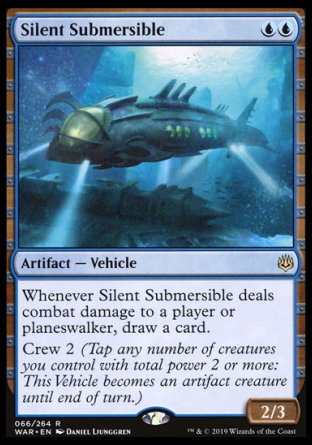 Silent Submersible
Artifact — Vehicle
Whenever Silent Submersible deals
combat damage to a player or
planeswalker, draw a card.
Crew 2 (Tap any number of creatures
you control with total power 2 or more:
This Vehicle becomes an artifact creature
until end of turn.)
2/3
066/264 R
WAR • EN Daniel Ljunggren
™ & © 2019 Wizards of the Coast